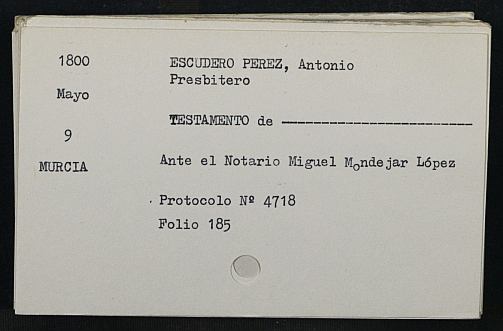 1800
ESCUDERO PEREZ, Antonio
Presbitero
Mayo
TESTAMENTO de ------------------------
9
MURCIA
Ante el Notario Miguel Mondejar López
Protocolo Nº 4718
Folio 185